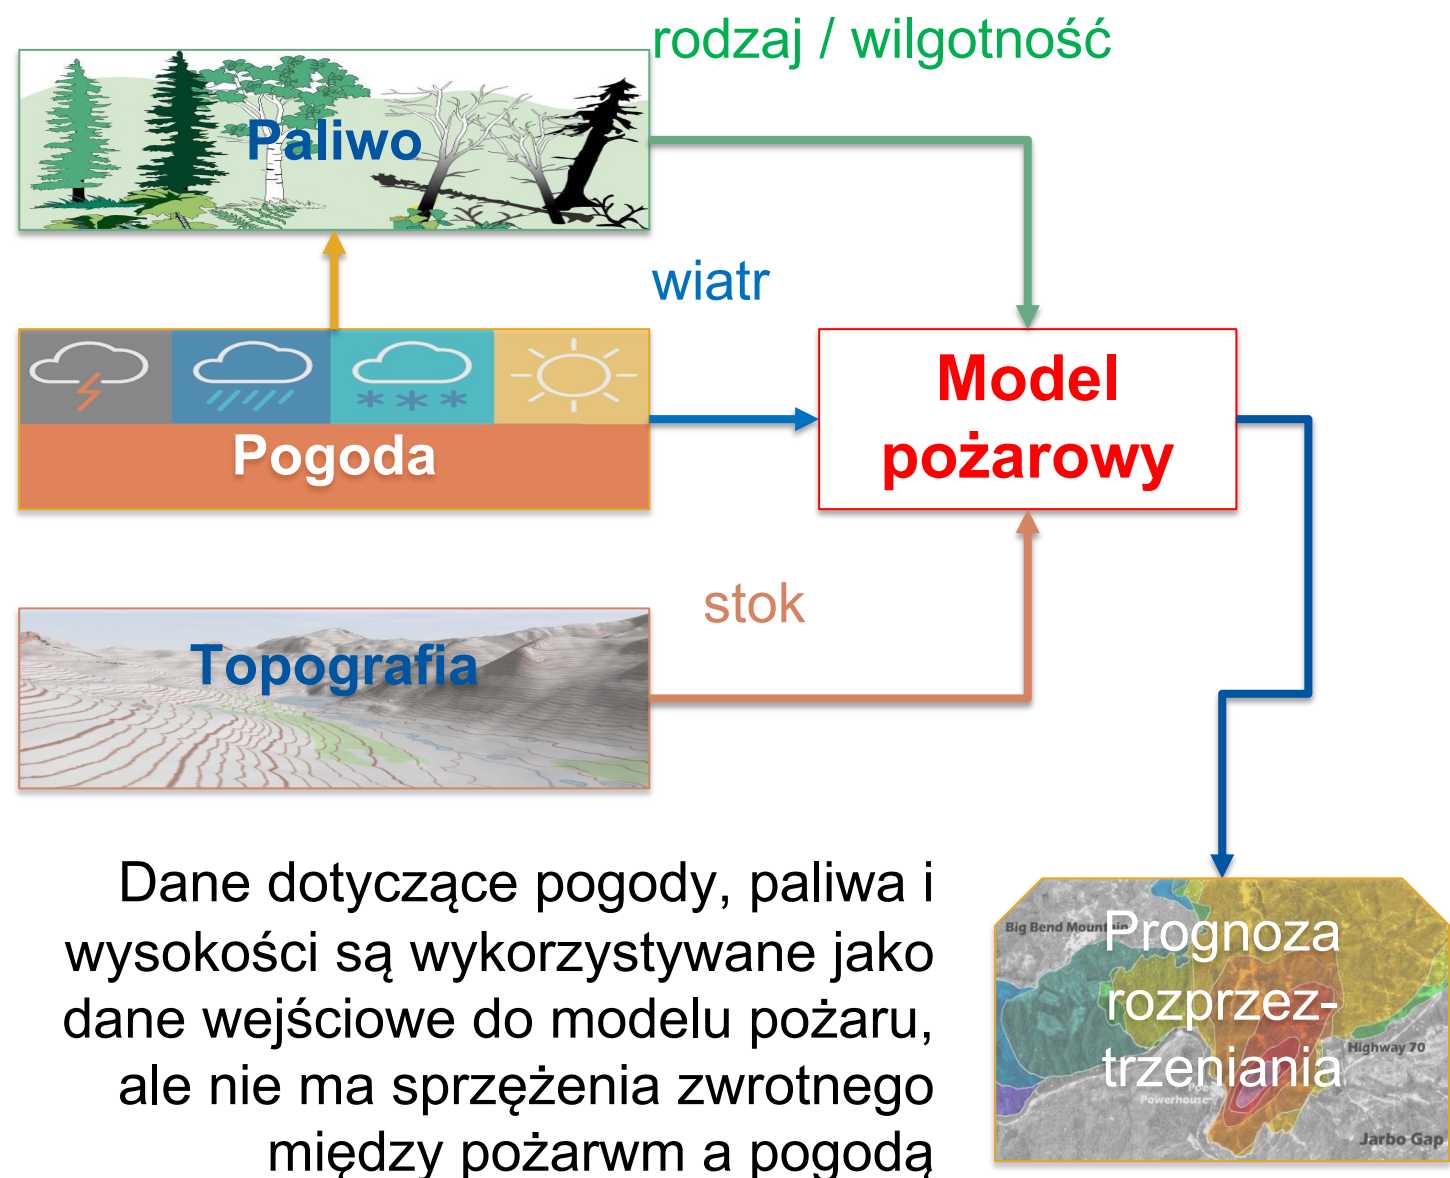 rodzaj / wilgotność
Paliwo
wiatr
Pogoda
Model
pożarowy
stok
Topografia
Dane dotyczące pogody, paliwa i
wysokości są wykorzystywane jako
dane wejściowe do modelu pożaru,
ale nie ma sprzężenia zwrotnego
między pożarwm a pogodą
Big Bend Mountain
Prognoza
rozprzez-
trzeniania
Highway 70
Powerhouse
Jarbo Gap